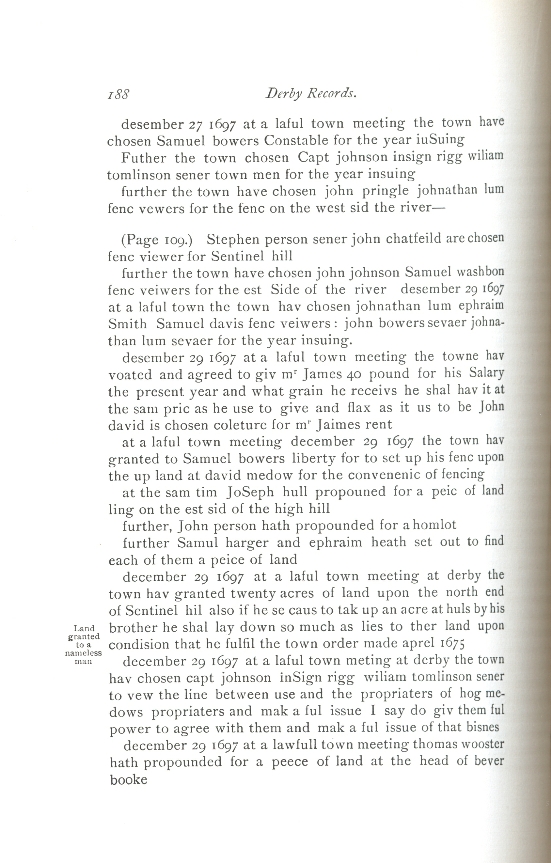 188 Derby Records.
desember 27 1697 at a laful town meeting the town have
chosen Samuel bowers Constable for the year iuSuing
Futher the town chosen Capt johnson insign rigg wiliam
tomlinson sener town men for the year insuing
further the town have chosen john pringle johnathan lum
fenc vewers for the fenc on the west sid the river—
(Page 109.) Stephen person sener john chatfeild are chosen
fenc viewer for Sentinel hill
further the town have chosen john johnson Samuel washbon
fenc veiwers for the est Side of the river desember 29 1697
at a laful town the town hav chosen johnathan lum ephraim
Smith Samuel davis fenc veiwers : john bowers sevaer johna-
than lum sevaer for the year insuing.
desember 29 1697 at a laful town meeting the towne hav
voated and agreed to giv mr James 40 pound for his Salary
the present year and what grain he receivs he shal hav it at
the sam pric as he use to give and flax as it us to be John
david is chosen coleture for mr Jaimes rent
at a laful town meeting december 29 1697 the town hav
granted to Samuel bowers liberty for to set up his fenc upon
the up land at david medow for the convenenic of fencing
at the sam tim JoSeph hull propouned for a peic of land
ling on the est sid of the high hill
further, John person hath propounded for a homlot
further Samul harger and ephraim heath set out to find
each of them a peice of land
december 29 1697 at a laful town meeting at derby the
town hav granted twenty acres of land upon the north end
of Sentinel hil also if he se caus to tak up an acre at huls by his
brother he shal lay down so much as lies to ther land upon
condision that he fulfil the town order made aprel 1675
Land
granted
to a
nameless
man
december 29 1697 at a laful town meting at derby the town
hav chosen capt johnson inSign rigg wiliam tomlinson sener
to vew the line between use and the propriaters of hog me-
dows propriaters and mak a ful issue I say do giv them ful
power to agree with them and mak a ful issue of that bisnes
december 29 1697 at a lawfull town meeting thomas wooster
hath propounded for a peece of land at the head of bever
booke